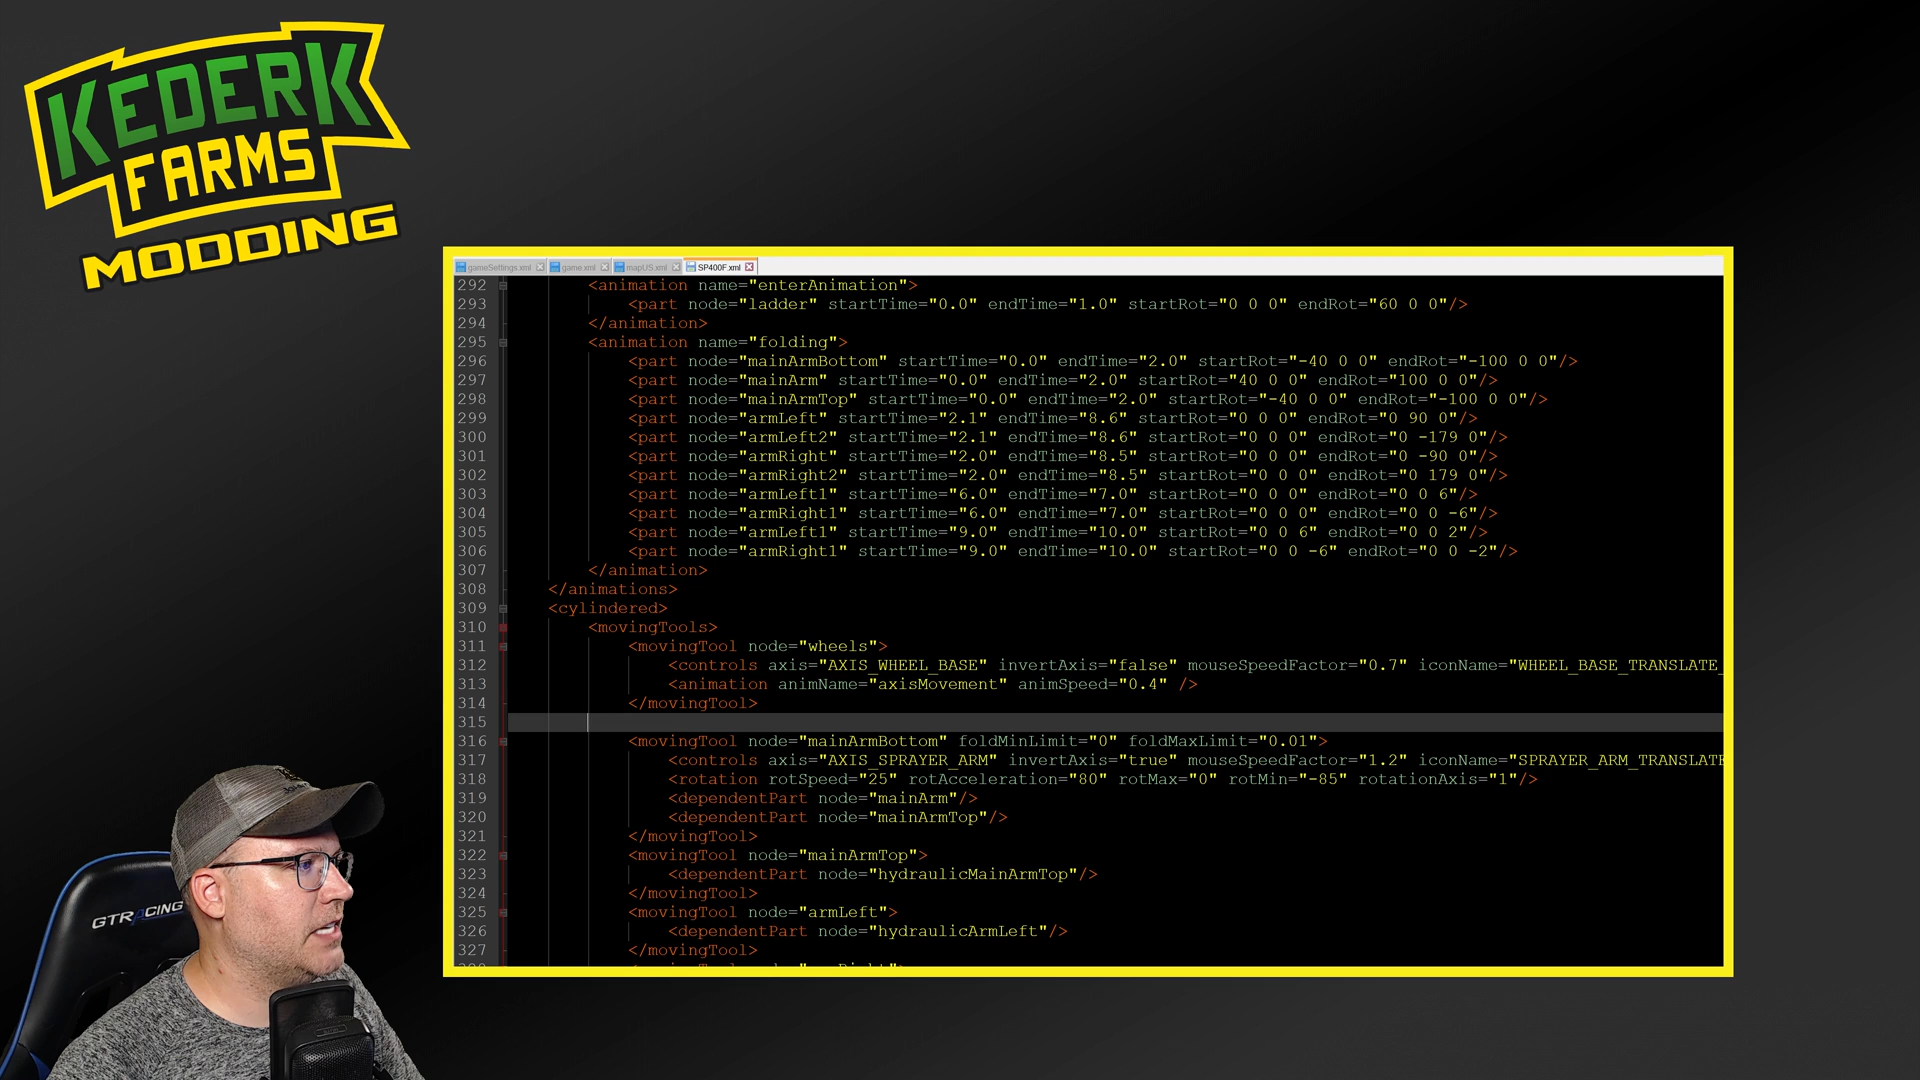 KEDERK
FARMS
MODDING
gameSettings.xml game.xml mapUS.xml SP400F.xml
292 <animation name="enterAnimation">
293 <part node="ladder" startTime="0.0" endTime="1.0" startRot="0 0 0" endRot="60 0 0"/>
294 </animation>
295 <animation name="folding">
296 <part node="mainArmBottom" startTime="0.0" endTime="2.0" startRot="-40 0 0" endRot="-100 0 0"/>
297 <part node="mainArm" startTime="0.0" endTime="2.0" startRot="40 0 0" endRot="100 0 0"/>
298 <part node="mainArmTop" startTime="0.0" endTime="2.0" startRot="-40 0 0" endRot="-100 0 0"/>
299 <part node="armLeft" startTime="2.1" endTime="8.6" startRot="0 0 0" endRot="0 90 0"/>
300 <part node="armLeft2" startTime="2.1" endTime="8.6" startRot="0 0 0" endRot="0 -179 0"/>
301 <part node="armRight" startTime="2.0" endTime="8.5" startRot="0 0 0" endRot="0 -90 0"/>
302 <part node="armRight2" startTime="2.0" endTime="8.5" startRot="0 0 0" endRot="0 179 0"/>
303 <part node="armLeft1" startTime="6.0" endTime="7.0" startRot="0 0 0" endRot="0 0 6"/>
304 <part node="armRight1" startTime="6.0" endTime="7.0" startRot="0 0 0" endRot="0 0 -6"/>
305 <part node="armLeft1" startTime="9.0" endTime="10.0" startRot="0 0 6" endRot="0 0 2"/>
306 <part node="armRight1" startTime="9.0" endTime="10.0" startRot="0 0 -6" endRot="0 0 -2"/>
307 </animation>
308 </animations>
309 <cylindered>
310 <movingTools>
311 <movingTool node="wheels">
312 <controls axis="AXIS_WHEEL_BASE" invertAxis="false" mouseSpeedFactor="0.7" iconName="WHEEL_BASE_TRANSLATE_
313 <animation animName="axisMovement" animSpeed="0.4" />
314 </movingTool>
315
316 <movingTool node="mainArmBottom" foldMinLimit="0" foldMaxLimit="0.01">
317 <controls axis="AXIS_SPRAYER_ARM" invertAxis="true" mouseSpeedFactor="1.2" iconName="SPRAYER_ARM_TRANSLATE
318 <rotation rotSpeed="25" rotAcceleration="80" rotMax="0" rotMin="-85" rotationAxis="1"/>
319 <dependentPart node="mainArm"/>
320 <dependentPart node="mainArmTop"/>
321 </movingTool>
322 <movingTool node="mainArmTop">
323 <dependentPart node="hydraulicMainArmTop"/>
324 </movingTool>
325 <movingTool node="armLeft">
326 <dependentPart node="hydraulicArmLeft"/>
327 </movingTool>
GTRACING